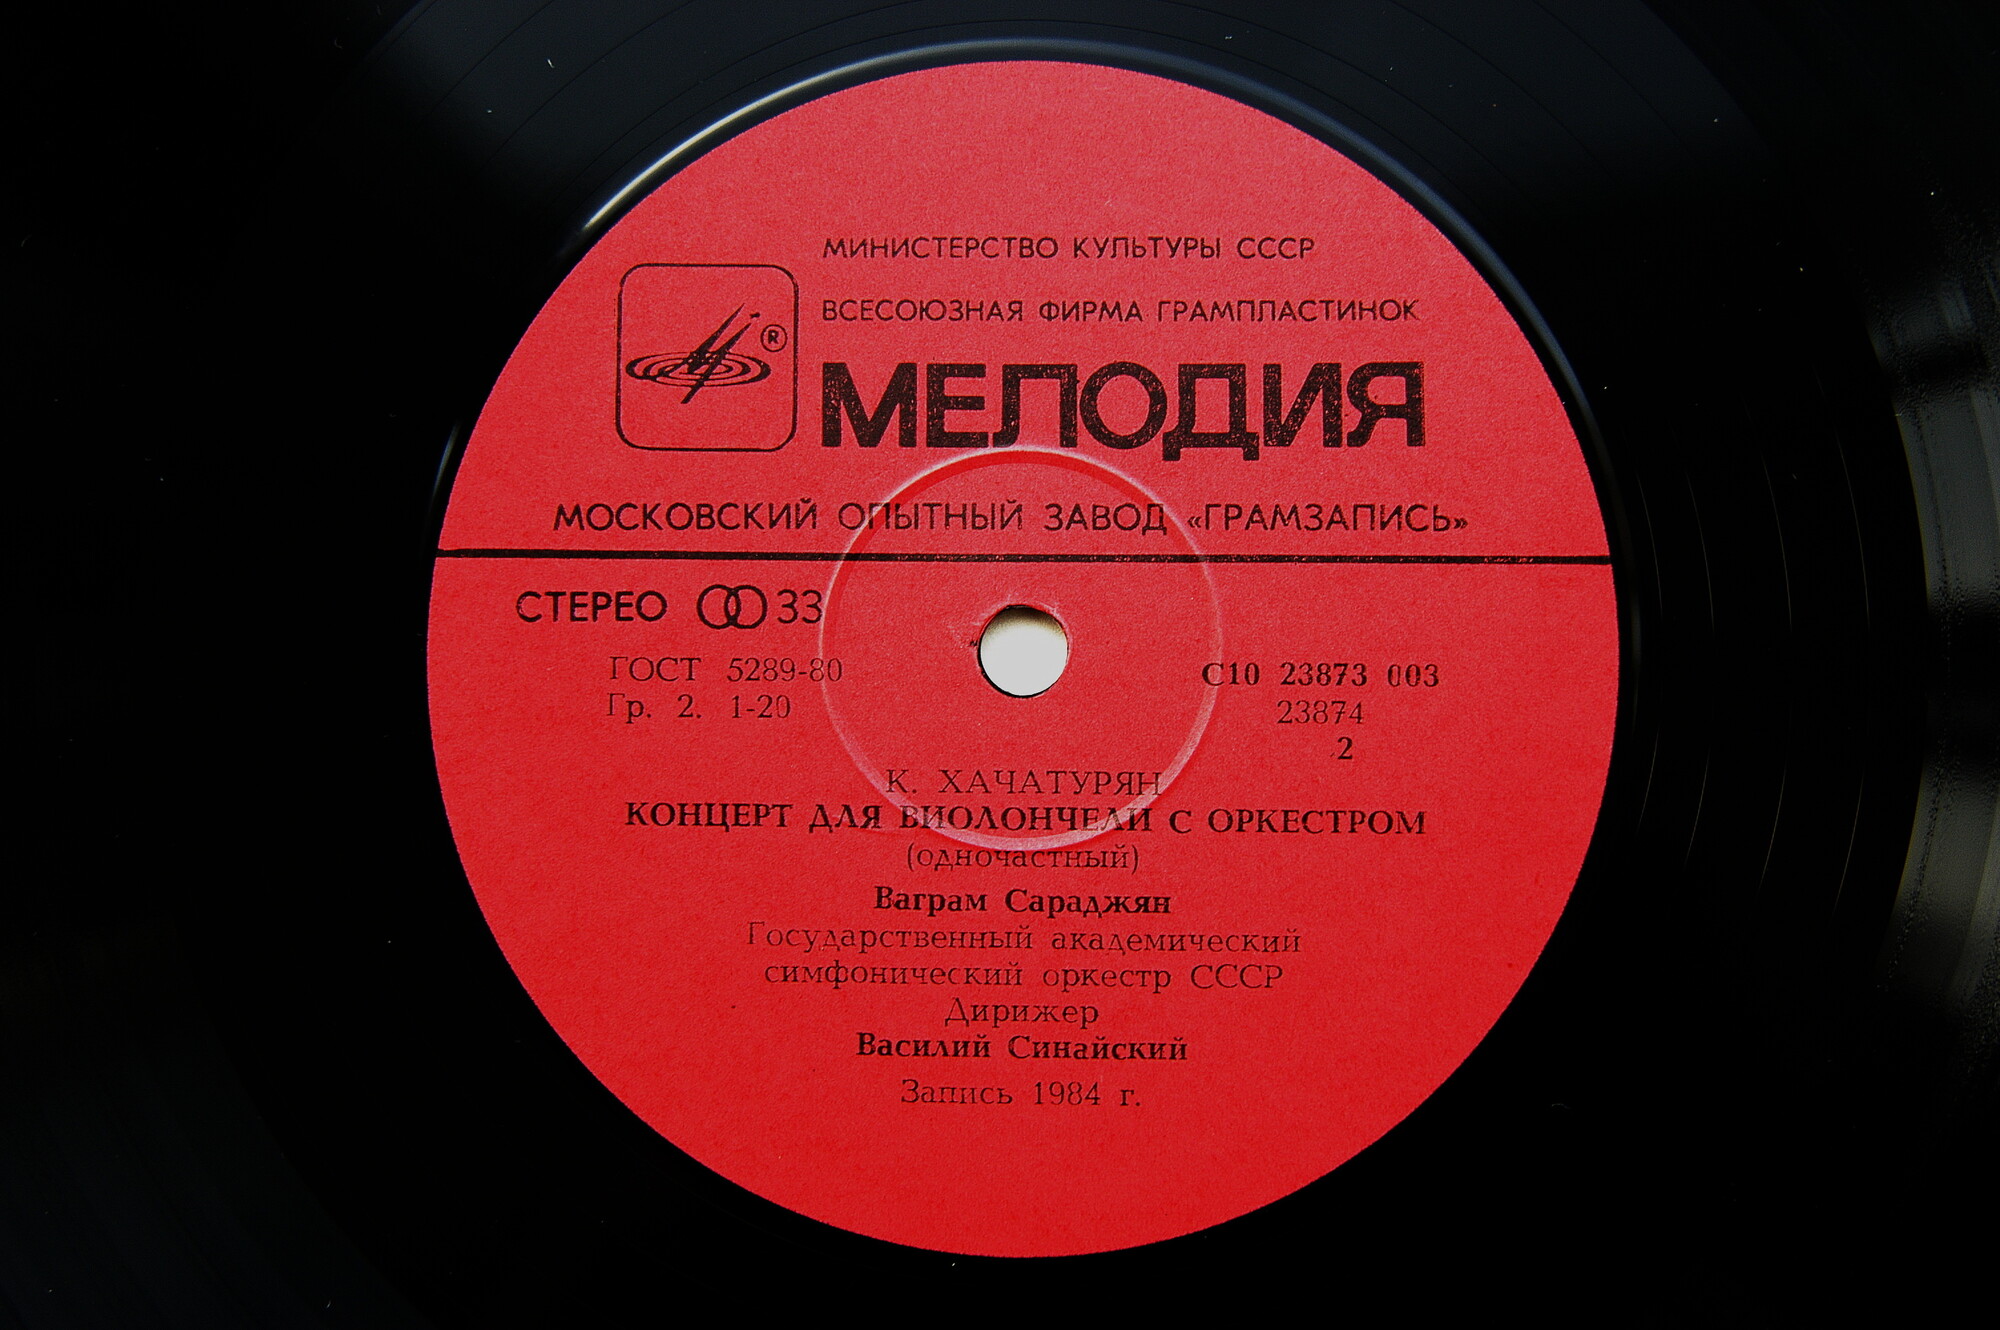 МИНИСТЕРСТВО КУЛЬТУРЫ СССР
ВСЕСОЮЗНАЯ ФИРМА ГРАМПЛАСТИНОК
®
МЕЛОДИЯ
МОСКОВСКИЙ ОПЫТНЫЙ ЗАВОД «ГРАМЗАПИСЬ»
СТЕРЕО 33
ГОСТ 5289-80
Гр. 2. 1-20
С10 23873 003
23874
2
К. ХАЧАТУРЯН
КОНЦЕРТ ДЛЯ ВИОЛОНЧЕЛИ С ОРКЕСТРОМ
(одночастный)
Ваграм Сараджян
Государственный академический
симфонический оркестр СССР
Дирижер
Василий Синайский
Запись 1984 г.